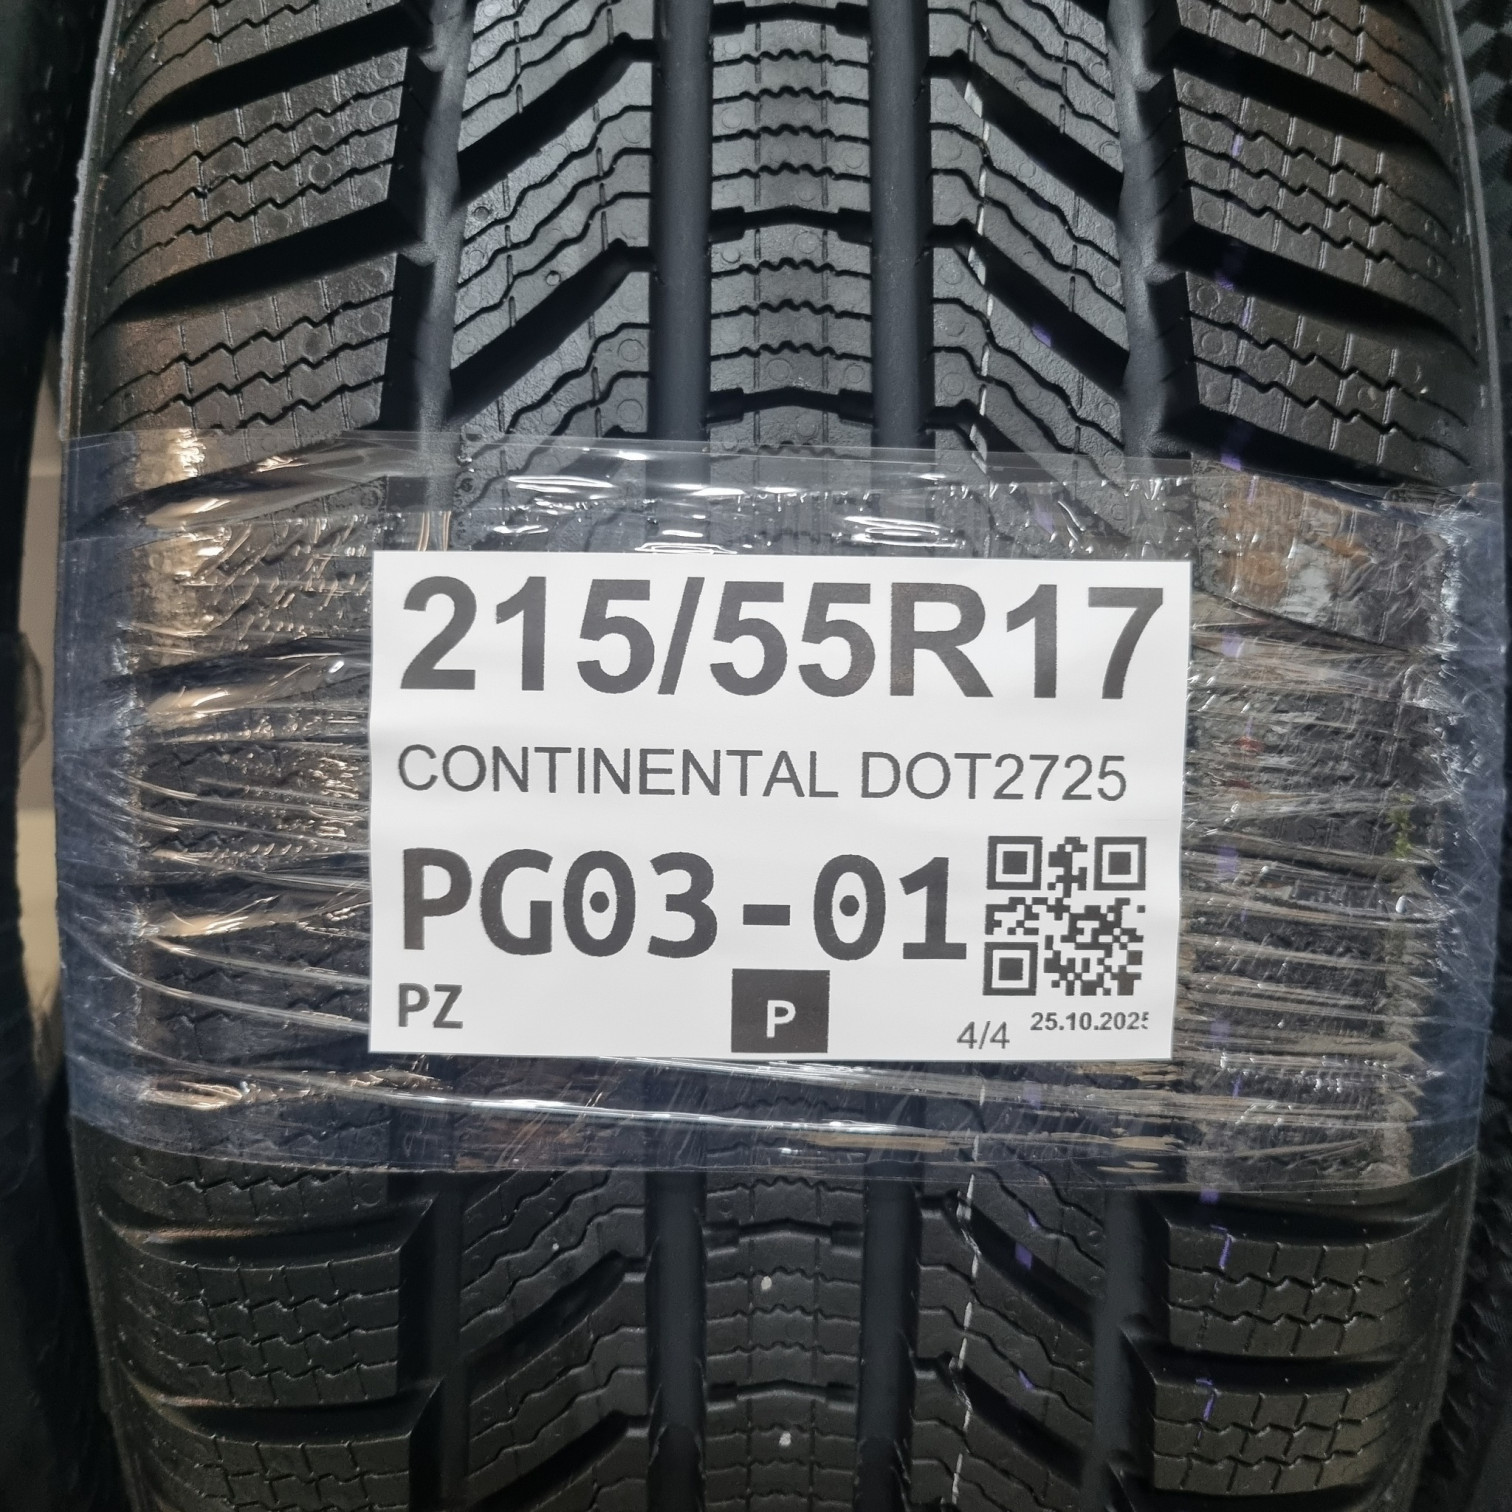 215/55R17
CONTINENTAL DOT2725
PG03-01
PZ
P
4/4
25.10.2025